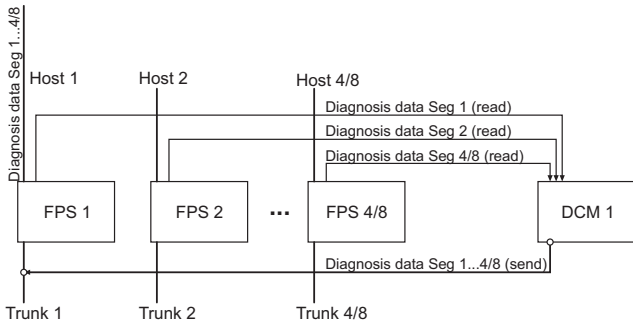 Diagnosis data Seg 1...4/8
Host 1
Host 2
Host 4/8
Diagnosis data Seg 1 (read)
Diagnosis data Seg 2 (read)
Diagnosis data Seg 4/8 (read)
FPS 1
FPS 2
...
FPS 4/8
DCM 1
Diagnosis data Seg 1...4/8 (send)
Trunk 1
Trunk 2
Trunk 4/8